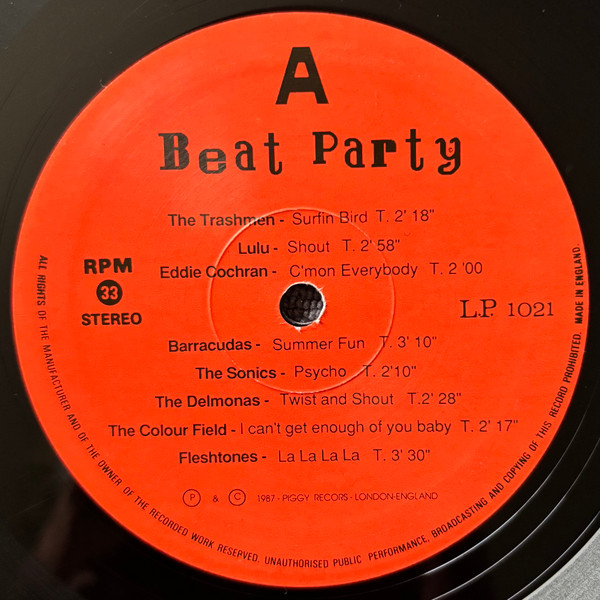 A
Beat Party
The Trashmen - Surfin Bird T. 2' 18"
Lulu - Shout T. 2' 58"
Eddie Cochran - C'mon Everybody T. 2 '00
RPM
33
STEREO
L.P. 1021
Barracudas - Summer Fun T. 3' 10"
The Sonics - Psycho T. 2'10"
The Delmonas - Twist and Shout T.2' 28"
The Colour Field - I can't get enough of you baby T. 2' 17"
Fleshtones - La La La La T. 3' 30"
Ⓟ & Ⓒ 1987 - PIGGY RECORS - LONDON-ENGLAND
ALL RIGHTS OF THE MANUFACTURER AND OF THE OWNER OF THE RECORDED WORK RESERVED. UNAUTHORISED PUBLIC PERFORMANCE, BROADCASTING AND COPYING OF THIS RECORD PROHIBITED. MADE IN ENGLAND.